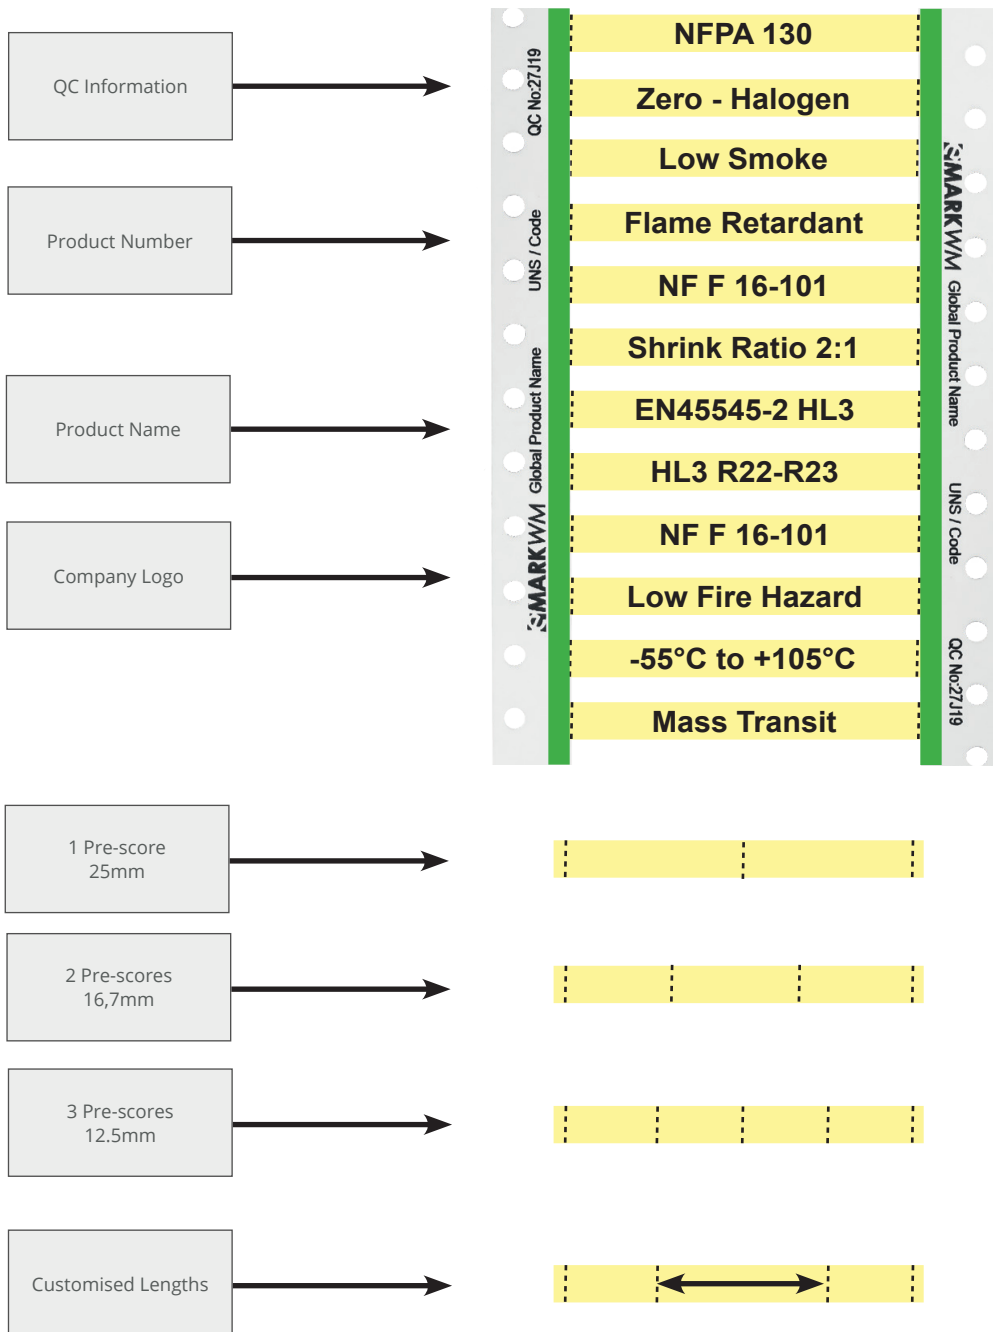 QC Information
Product Number
Product Name
Company Logo
QC No:27J19
UNS / Code
Global Product Name
SMARKWM
NFPA 130
Zero - Halogen
Low Smoke
Flame Retardant
NF F 16-101
Shrink Ratio 2:1
EN45545-2 HL3
HL3 R22-R23
NF F 16-101
Low Fire Hazard
-55°C to +105°C
Mass Transit
SMARKWM Global Product Name
UNS / Code
QC No:27J19
1 Pre-score
25mm
2 Pre-scores
16,7mm
3 Pre-scores
12.5mm
Customised Lengths